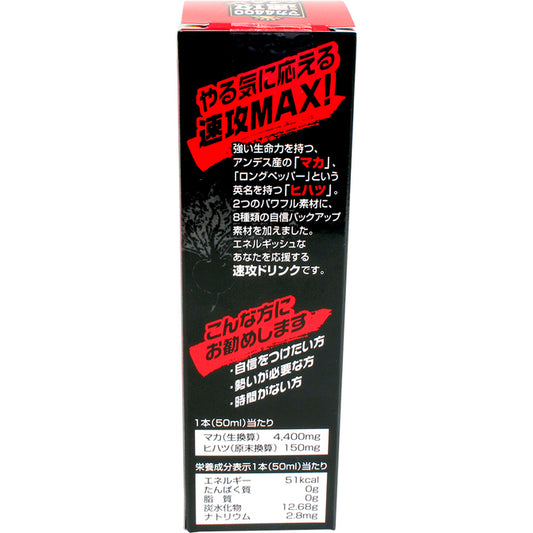 マカ4400
やる気に応える
速攻MAX!
強い生命力を持つ、
アンデス産の「マカ」、
「ロングペッパー」という
英名を持つ「ヒハツ」。
2つのパワフル素材に、
8種類の自信バックアップ
素材を加えました。
エネルギッシュな
あなたを応援する
速攻ドリンクです。
こんな方に
お勧めします
・自信をつけたい方
・勢いが必要な方
・時間がない方
1本(50ml)当たり
マカ(生換算) 4,400mg
ヒハツ(原末換算) 150mg
栄養成分表示1本(50ml)当たり
エネルギー 51kcal
たんぱく質 0g
脂質 0g
炭水化物 12.68g
ナトリウム 2.8mg